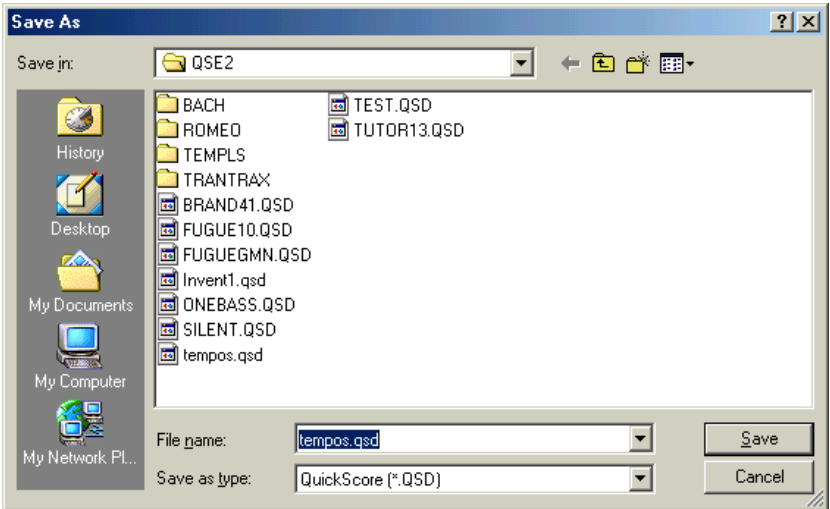 Save As
Save in:
QSE2
History
Desktop
My Documents
My Computer
My Network Pl...
BACH
ROMEO
TEMPLS
TRANTRAX
BRAND41.QSD
FUGUE10.QSD
FUGUEGMN.QSD
Invent1.qsd
ONEBASS.QSD
SILENT.QSD
tempos.qsd
TEST.QSD
TUTOR13.QSD
File name:
tempos.qsd
Save
Save as type:
QuickScore (*.QSD)
Cancel